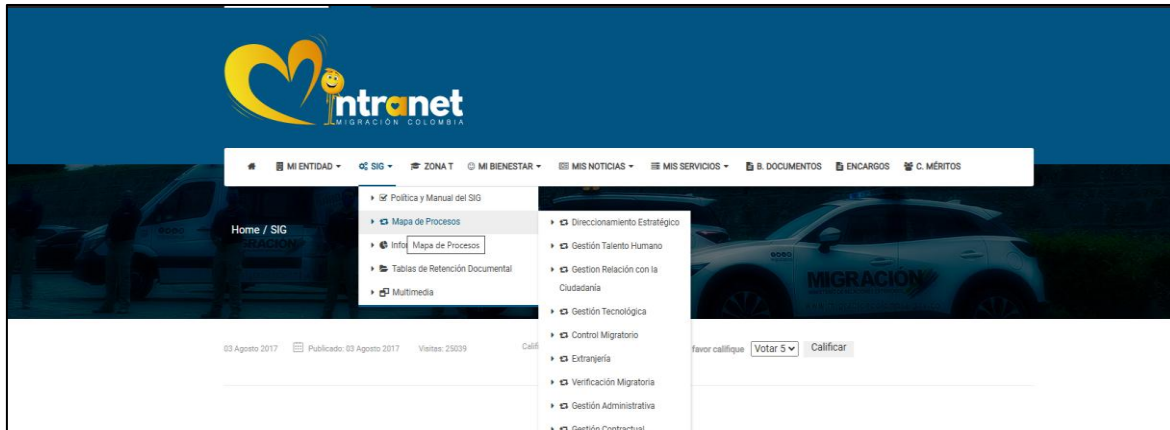 intranet
MIGRACIÓN COLOMBIA
MI ENTIDAD SIG ZONA T MI BIENESTAR MIS NOTICIAS MIS SERVICIOS B. DOCUMENTOS ENCARGOS C. MÉRITOS
Política y Manual del SIG
Mapa de Procesos
Mapa de Procesos
Tablas de Retención Documental
Multimedia
Direccionamiento Estratégico
Gestión Talento Humano
Gestion Relación con la
Ciudadanía
Gestión Tecnológica
Control Migratorio
Extranjería
Verificación Migratoria
Gestión Administrativa
Gestión Contractual
Home / SIG
MIGRACIÓN
03 Agosto 2017 Publicado: 03 Agosto 2017 Visitas: 25039 favor califique Votar 5 Calificar